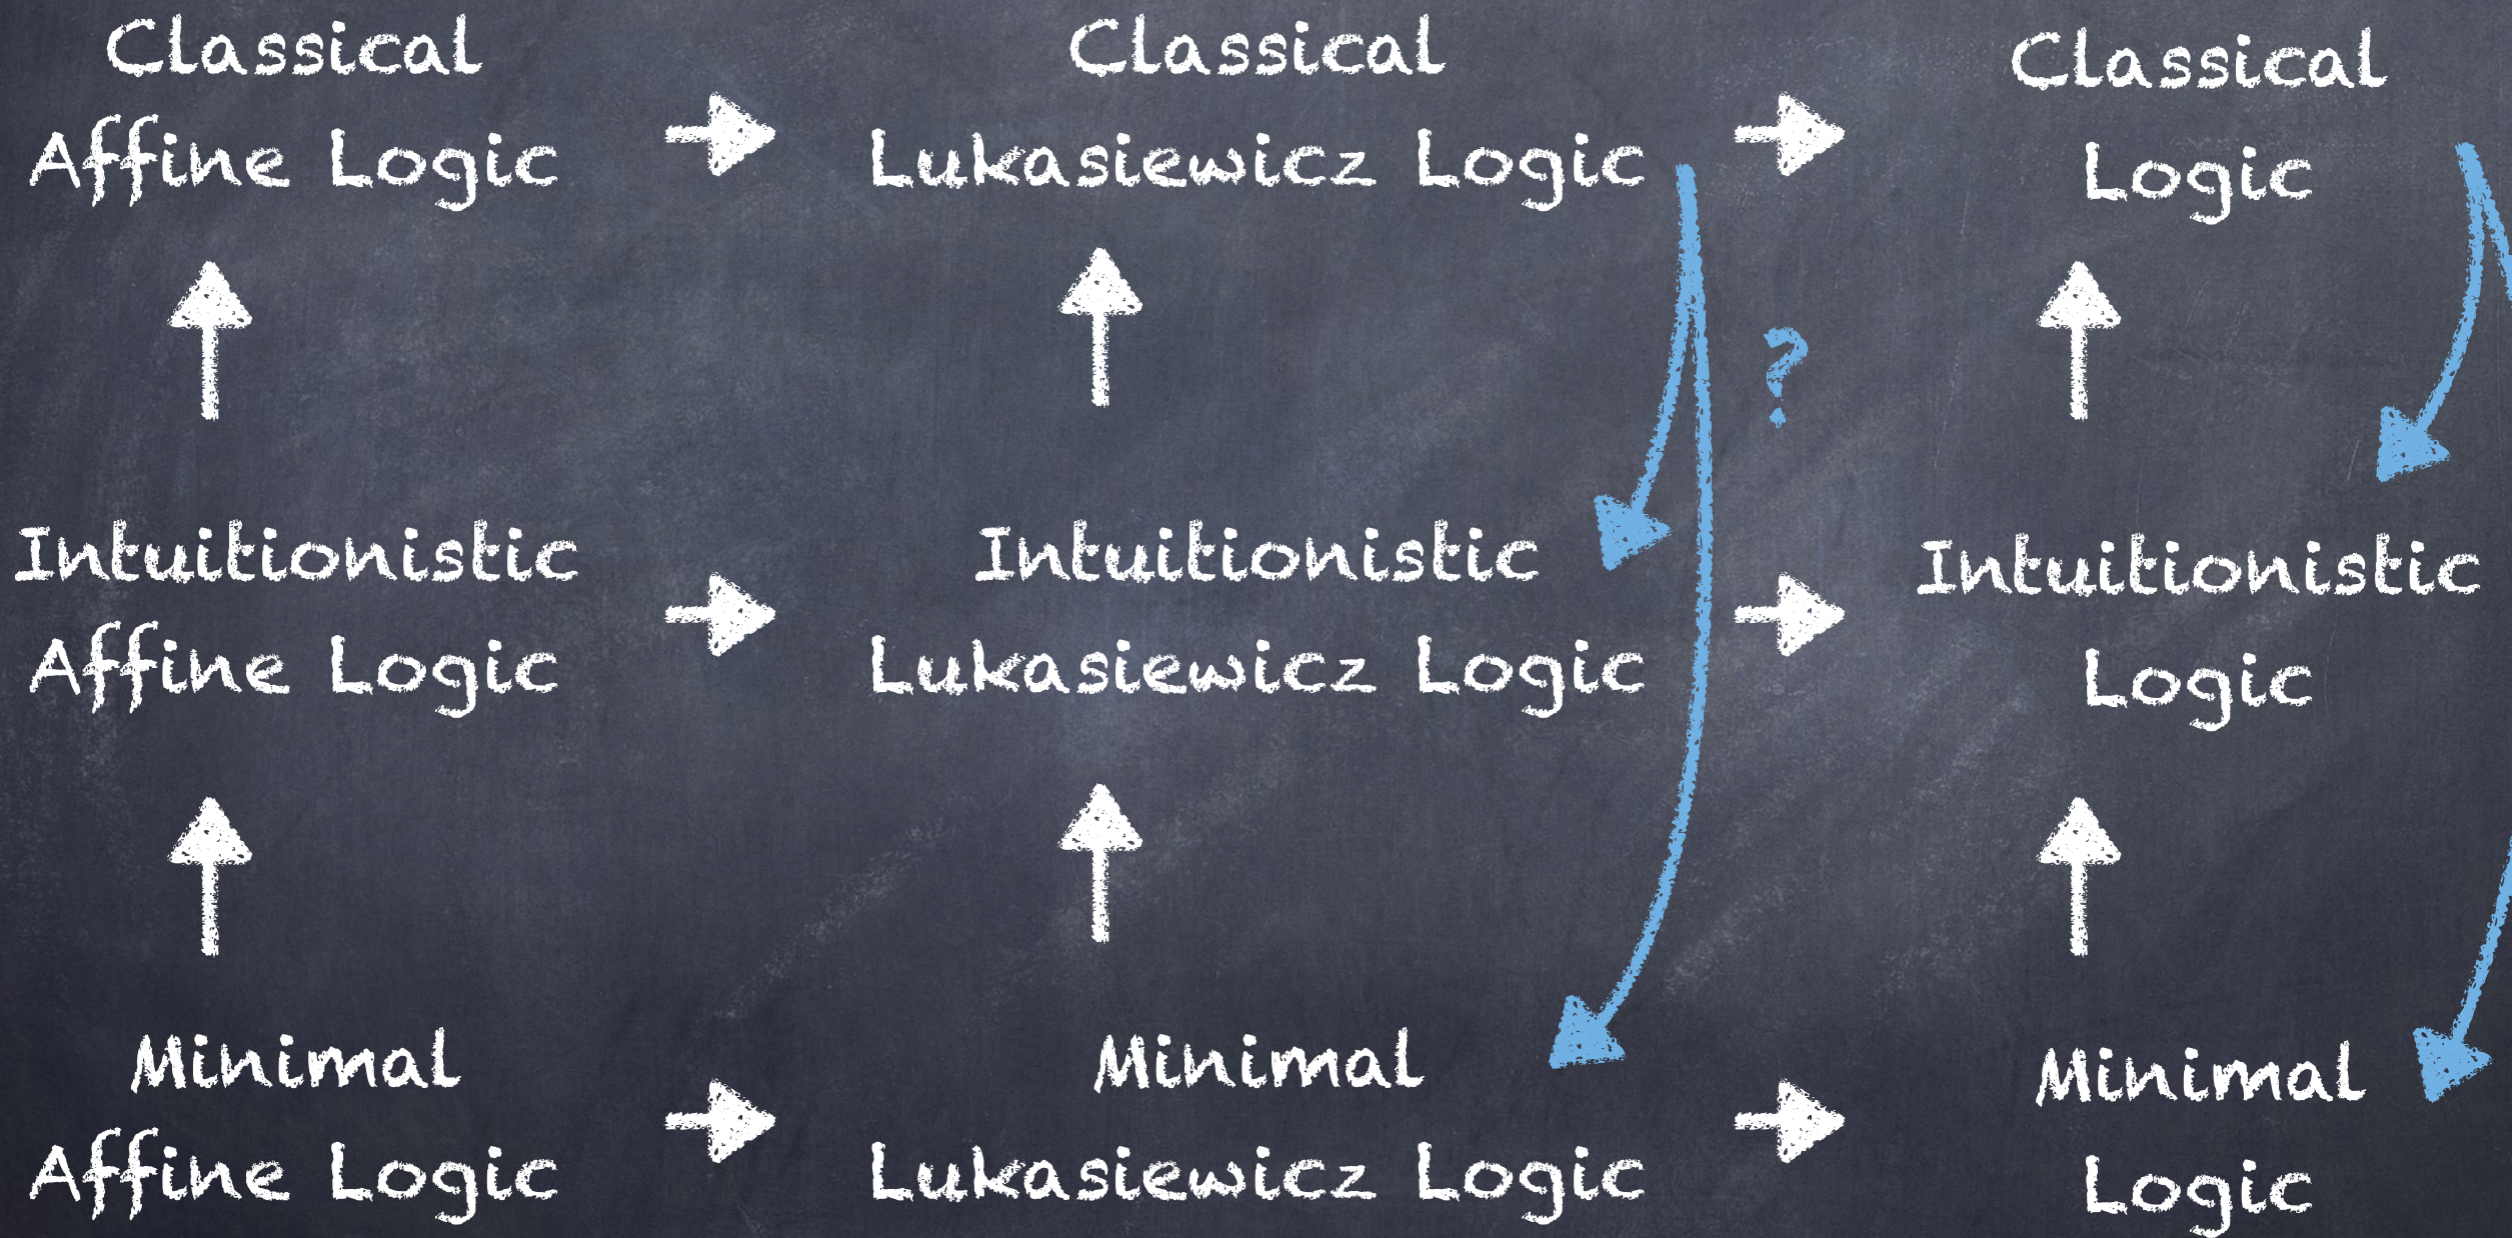 Classical
Affine Logic
Classical
Lukasiewicz Logic
Classical
Logic
?
Intuitionistic
Affine Logic
Intuitionistic
Lukasiewicz Logic
Intuitionistic
Logic
Minimal
Affine Logic
Minimal
Lukasiewicz Logic
Minimal
Logic